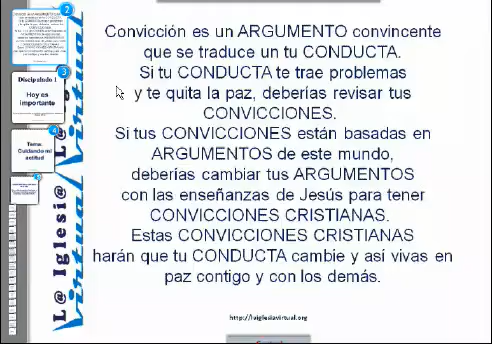 Convicción es un ARGUMENTO convincente
que se traduce un tu CONDUCTA.
Si tu CONDUCTA te trae problemas
y te quita la paz, deberías revisar tus
CONVICCIONES.
Si tus CONVICCIONES están basadas en
ARGUMENTOS de este mundo,
deberías cambiar tus ARGUMENTOS
con las enseñanzas de Jesús para tener
CONVICCIONES CRISTIANAS.
Estas CONVICCIONES CRISTIANAS
harán que tu CONDUCTA cambie y así vivas en
paz contigo y con los demás.
http://laiglesiavirtual.org
L@ Iglesi@
Virtual
2
3
Discipulado I
Hoy es
importante
4
Tema:
Cuidando mi
actitud